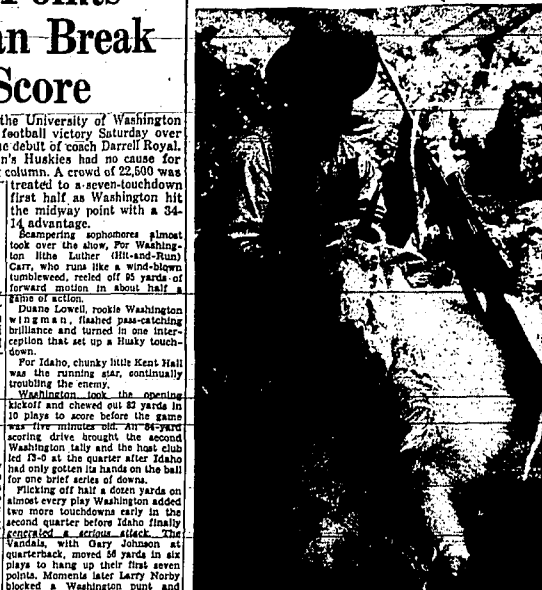 Points
an Break
Score
the University of Washington
football victory Saturday over
debut of coach Darrell Royal.
n's Huskies had no cause for
column. A crowd of 22,500 was
treated to a seven-touchdown
first half as Washington hit
the midway point with a 34-
14 advantage.
Scampering sophomores almost
took over the show. For Washing-
ton lithe Luther (Hit-and-Run)
Carr, who runs like a wind-blown
tumbleweed, reeled off 95 yards of
forward motion in about half a
game of action.
Duane Lowell, rookie Washington
wingman, flashed pass-catching
brilliance and turned in one inter-
ception that set up a Husky touch-
down.
For Idaho, chunky little Kent Hall
was the running star, continually
troubling the enemy.
Washington took the opening
kickoff and chewed out 82 yards in
10 plays to score before the game
was five minutes old. An 84-yard
scoring drive brought the second
Washington tally and the host club
led 13-0 at the quarter after Idaho
had only gotten its hands on the ball
for one brief series of downs.
Flicking off half a dozen yards on
almost every play Washington added
two more touchdowns early in the
second quarter before Idaho finally
generated a serious attack. The
Vandals, with Gary Johnson at
quarterback, moved 56 yards in six
plays to hang up their first seven
points. Moments later Larry Norby
blocked a Washington punt and